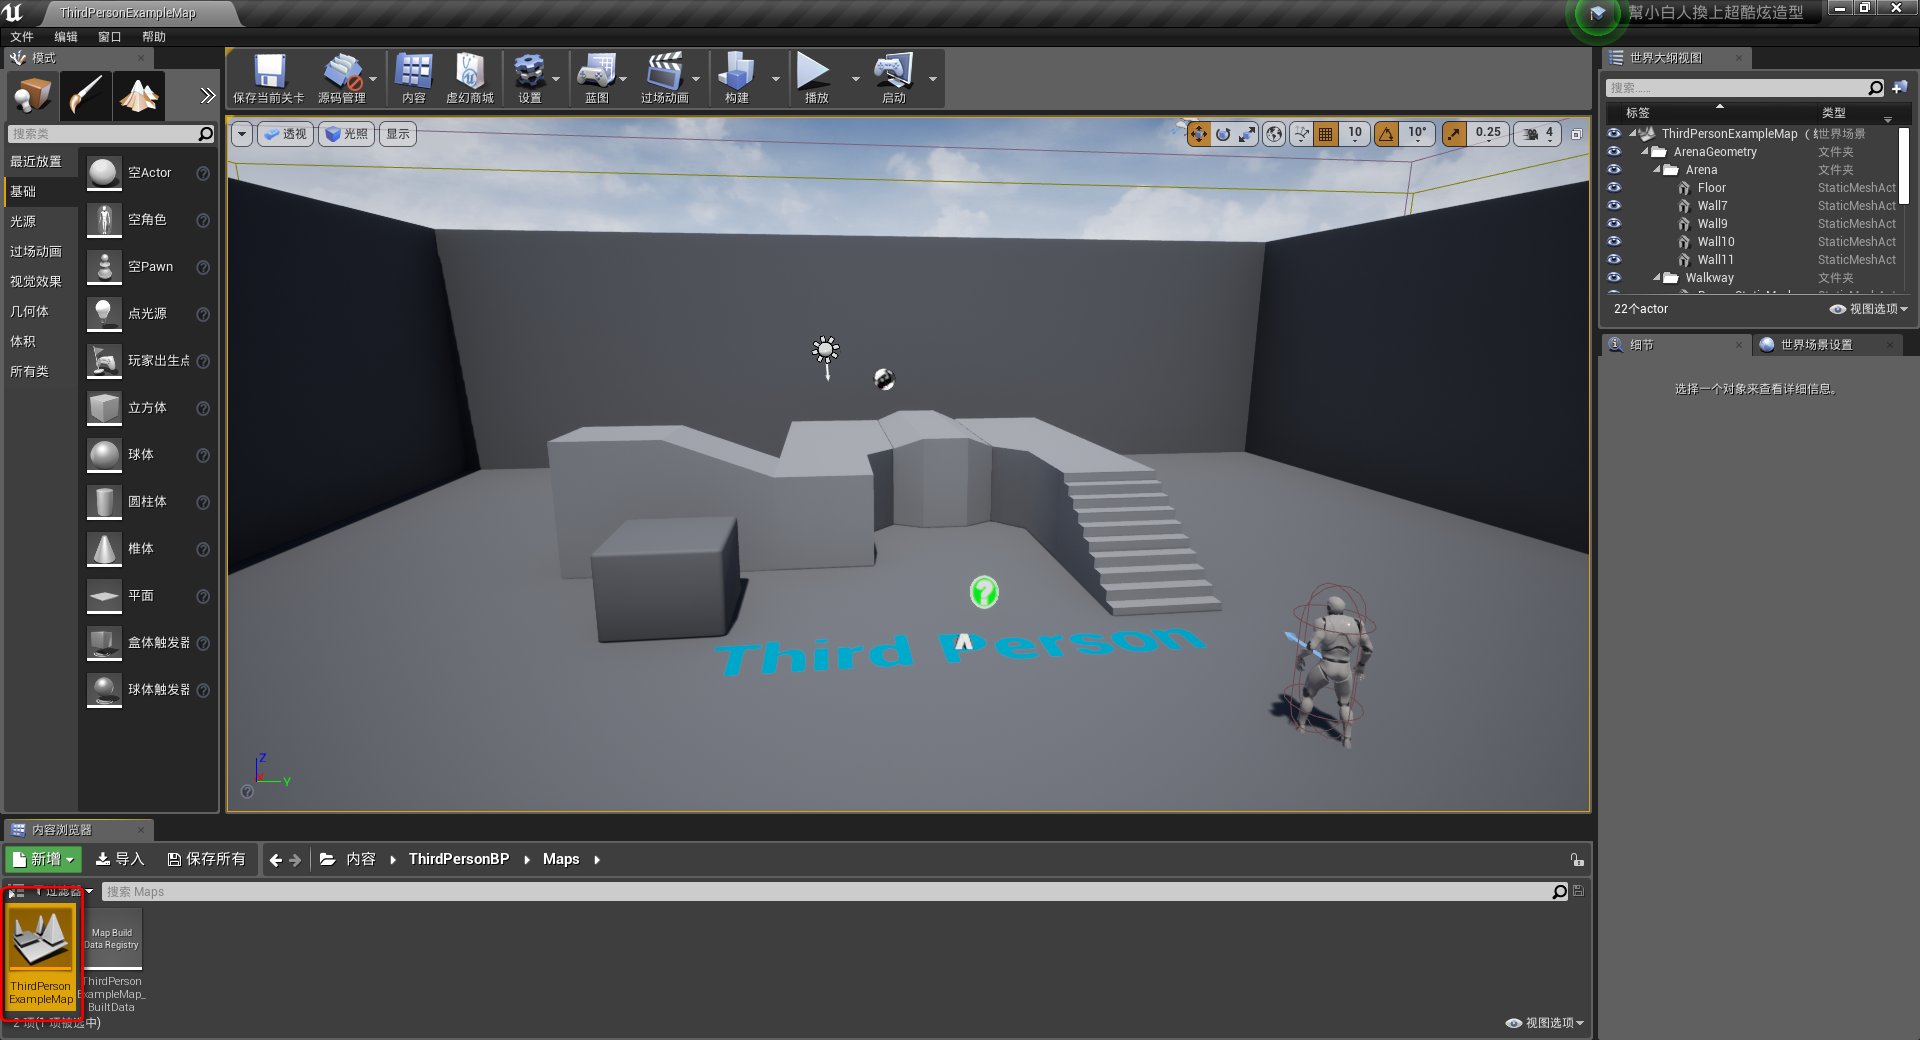 ThirdPersonExampleMap
幫小白人換上超酷炫造型
文件 编辑 窗口 帮助
模式
保存当前关卡 源码管理 内容 虚幻商城 设置 蓝图 过场动画 构建 播放 启动
搜索类
最近放置
基础
光源
过场动画
视觉效果
几何体
体积
所有类
空Actor
空角色
空Pawn
点光源
玩家出生点
立方体
球体
圆柱体
椎体
平面
盒体触发器
球体触发器
透视 光照 显示
10 10° 0.25 4
Third Person
Z
Y
世界大纲视图
搜索......
标签 类型
ThirdPersonExampleMap 世界场景
ArenaGeometry 文件夹
Arena 文件夹
Floor StaticMeshAct
Wall7 StaticMeshAct
Wall9 StaticMeshAct
Wall10 StaticMeshAct
Wall11 StaticMeshAct
Walkway 文件夹
22个actor 视图选项
细节 世界场景设置
选择一个对象来查看详细信息。
内容浏览器
新增 导入 保存所有 内容 ThirdPersonBP Maps
过滤器 搜索 Maps
ThirdPerson
ExampleMap
Map Build
Data Registry
ThirdPerson
ExampleMap_
BuiltData
2 项(1 项被选中) 视图选项